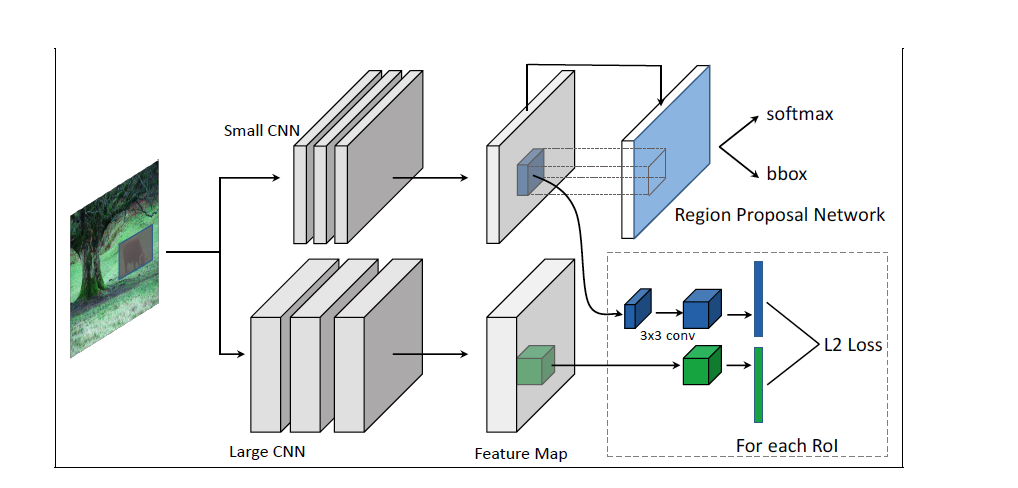 Small CNN
softmax
bbox
Region Proposal Network
3x3 conv
L2 Loss
For each RoI
Large CNN
Feature Map